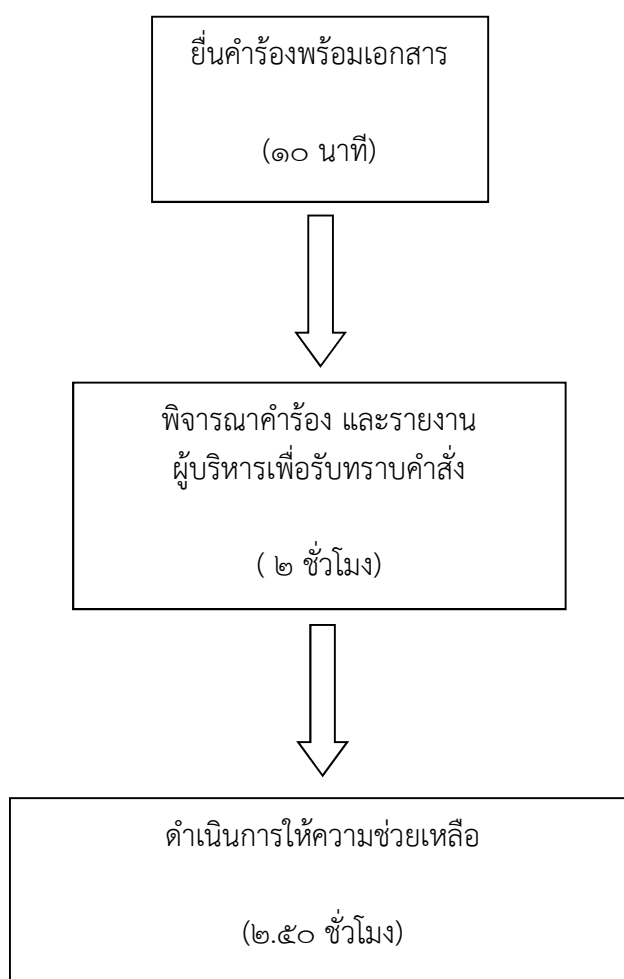 ยื่นคำร้องพร้อมเอกสาร
(๑๐ นาที)
พิจารณาคำร้อง และรายงาน
ผู้บริหารเพื่อรับทราบคำสั่ง
( ๒ ชั่วโมง)
ดำเนินการให้ความช่วยเหลือ
(๒.๕๐ ชั่วโมง)